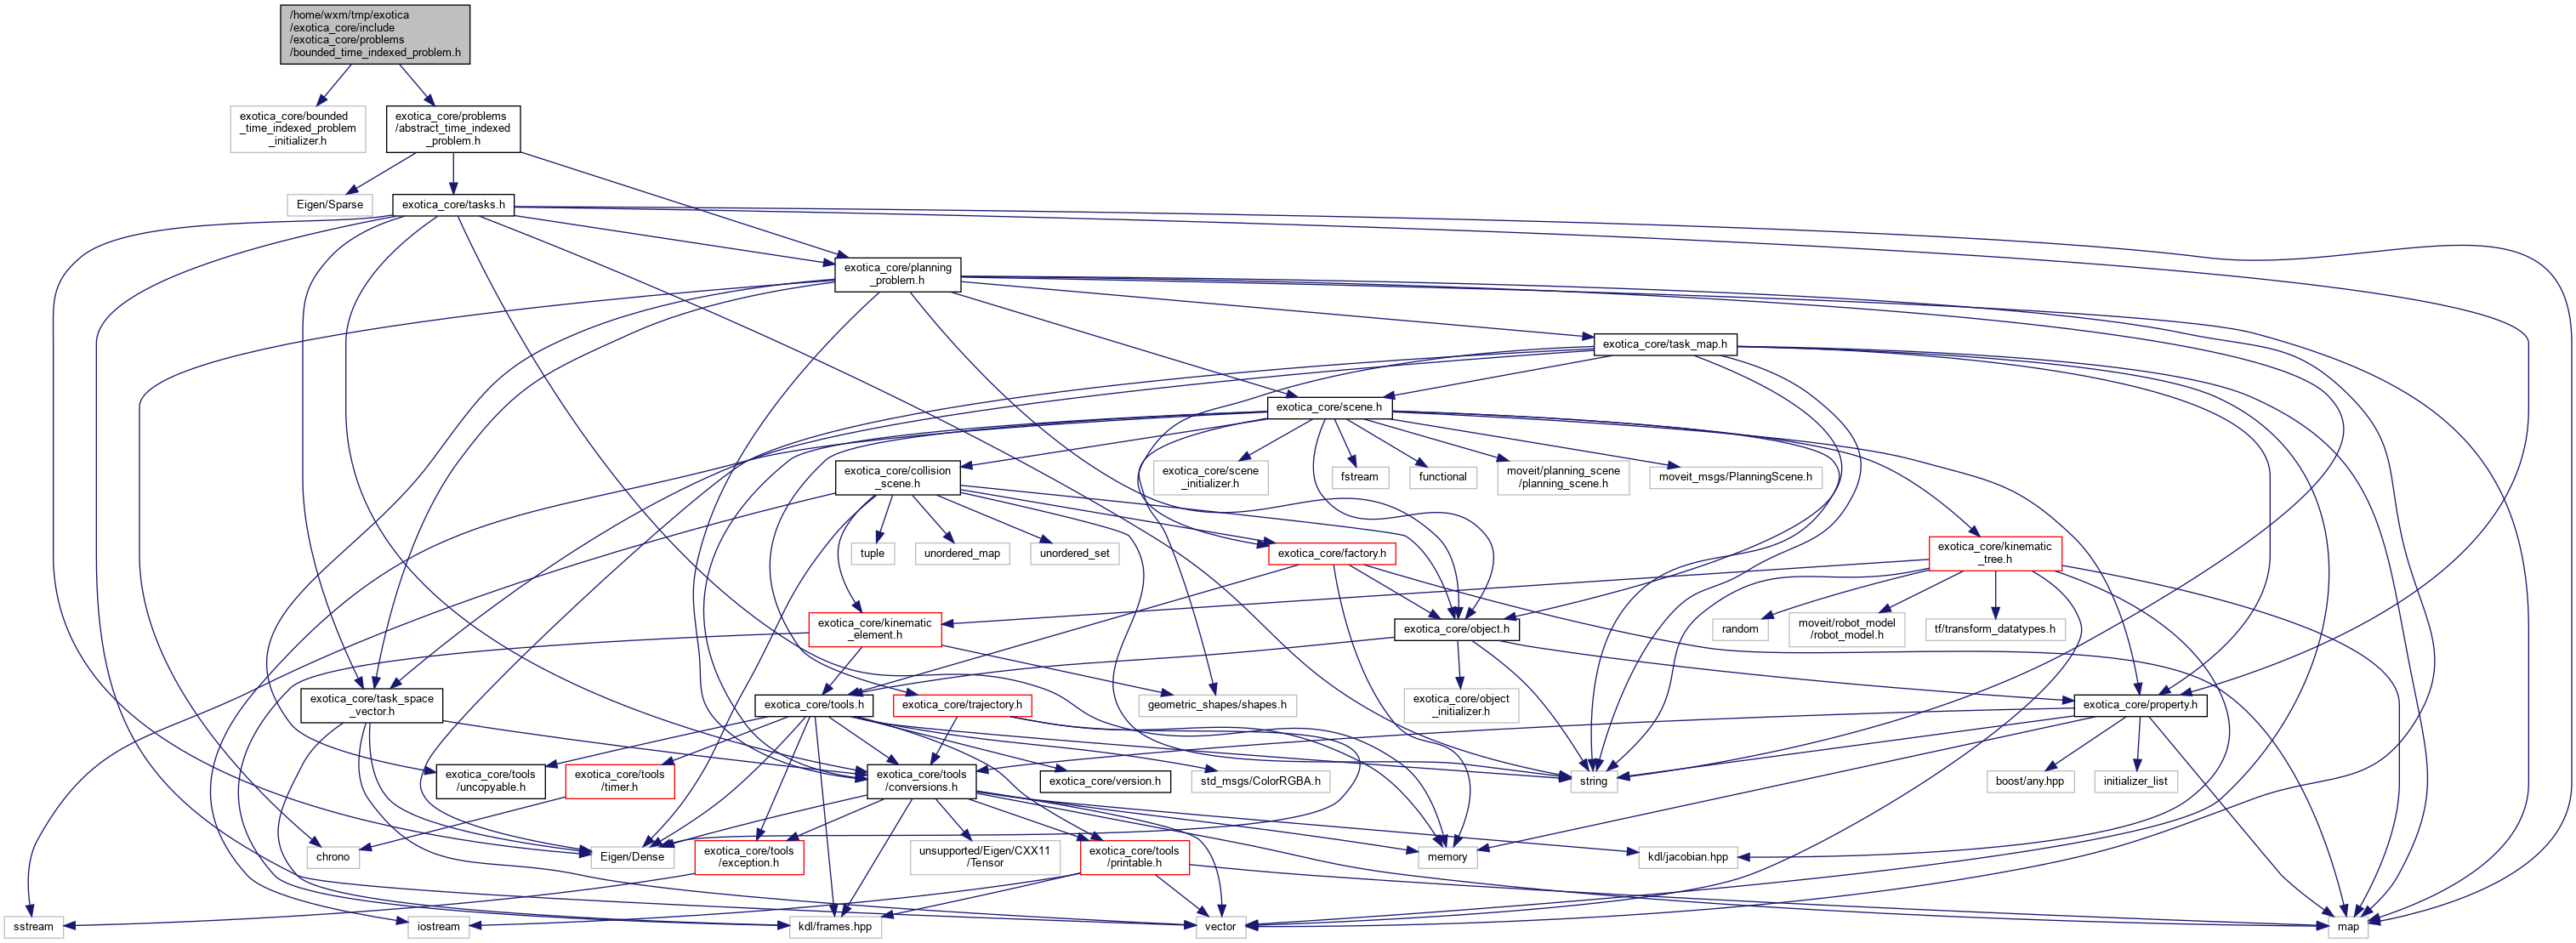 /home/wxm/tmp/exotica
/exotica_core/include
/exotica_core/problems
/bounded_time_indexed_problem.h
exotica_core/bounded
_time_indexed_problem
_initializer.h
exotica_core/problems
/abstract_time_indexed
_problem.h
Eigen/Sparse
exotica_core/tasks.h
exotica_core/planning
_problem.h
exotica_core/task_map.h
exotica_core/scene.h
exotica_core/collision
_scene.h
exotica_core/scene
_initializer.h
fstream
functional
moveit/planning_scene
/planning_scene.h
moveit_msgs/PlanningScene.h
tuple
unordered_map
unordered_set
exotica_core/factory.h
exotica_core/kinematic
_tree.h
exotica_core/kinematic
_element.h
exotica_core/object.h
random
moveit/robot_model
/robot_model.h
tf/transform_datatypes.h
exotica_core/task_space
_vector.h
exotica_core/tools.h
exotica_core/trajectory.h
geometric_shapes/shapes.h
exotica_core/object
_initializer.h
exotica_core/property.h
exotica_core/tools
/uncopyable.h
exotica_core/tools
/timer.h
exotica_core/tools
/conversions.h
exotica_core/version.h
std_msgs/ColorRGBA.h
string
boost/any.hpp
initializer_list
chrono
Eigen/Dense
exotica_core/tools
/exception.h
unsupported/Eigen/CXX11
/Tensor
exotica_core/tools
/printable.h
memory
kdl/jacobian.hpp
sstream
iostream
kdl/frames.hpp
vector
map